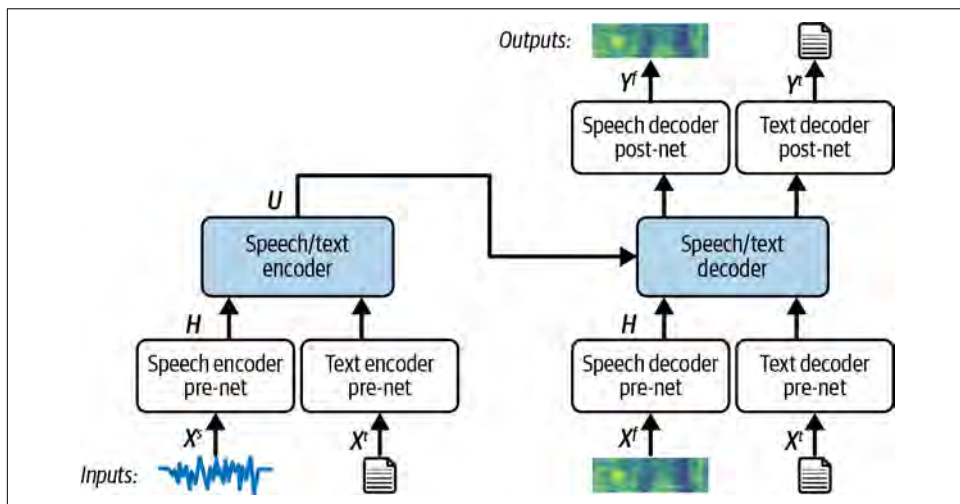 Outputs:
Yᶠ
Yᵗ
Speech decoder
post-net
Text decoder
post-net
U
Speech/text
encoder
Speech/text
decoder
H
H
Speech encoder
pre-net
Text encoder
pre-net
Speech decoder
pre-net
Text decoder
pre-net
Xˢ
Xᵗ
Xᶠ
Xᵗ
Inputs: